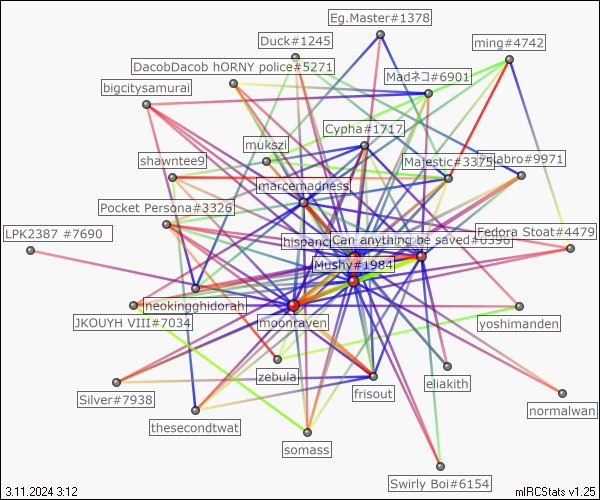 Eg.Master#1378
Duck#1245
ming#4742
DacobDacob hORNY police#5271
Madネコ#6901
bigcitysamurai
Cypha#1717
mukszi
shawntee9
Majestic#3375
abro#9971
marcemadness
Pocket Persona#3326
LPK2387 #7690
Fedora Stoat#4479
hispanc
Can anything be saved#0398
Mushy#1984
neokingghidorah
JKOUYH VIII#7034
moonraven
yoshimanden
zebula
eliakith
Silver#7938
frisout
normalwan
thesecondtwat
somass
Swirly Boi#6154
3.11.2024 3:12
mIRCStats v1.25